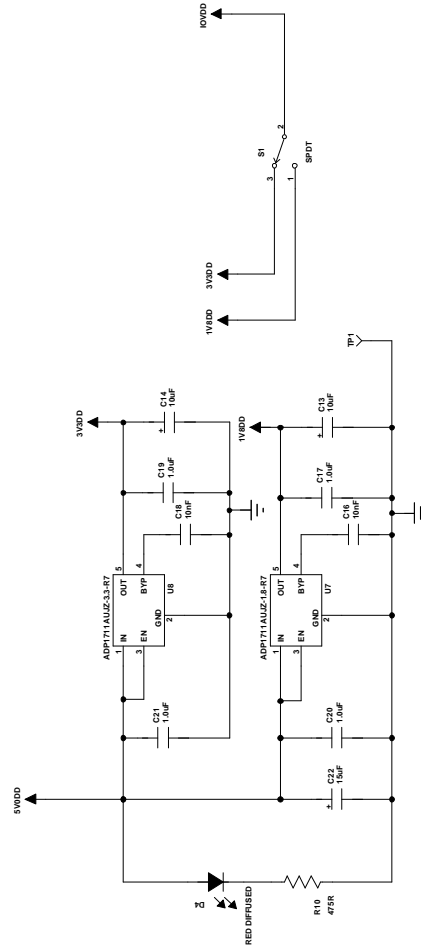 IOVDD
S1
2
3
1
SPDT
3V3DD
1V8DD
TP1
3V3DD
C14
10uF
+
C19
1.0uF
C18
10nF
5
OUT
4
BYP
ADP1711AUJZ-3.3-R7
U8
GND
2
IN
1
EN
3
C21
1.0uF
1V8DD
C13
10uF
+
C17
1.0uF
C16
10nF
5
OUT
4
BYP
ADP1711AUJZ-1.8-R7
U7
GND
2
IN
1
EN
3
C20
1.0uF
C22
15uF
+
5V0DD
D4
RED DIFFUSED
R10
475R